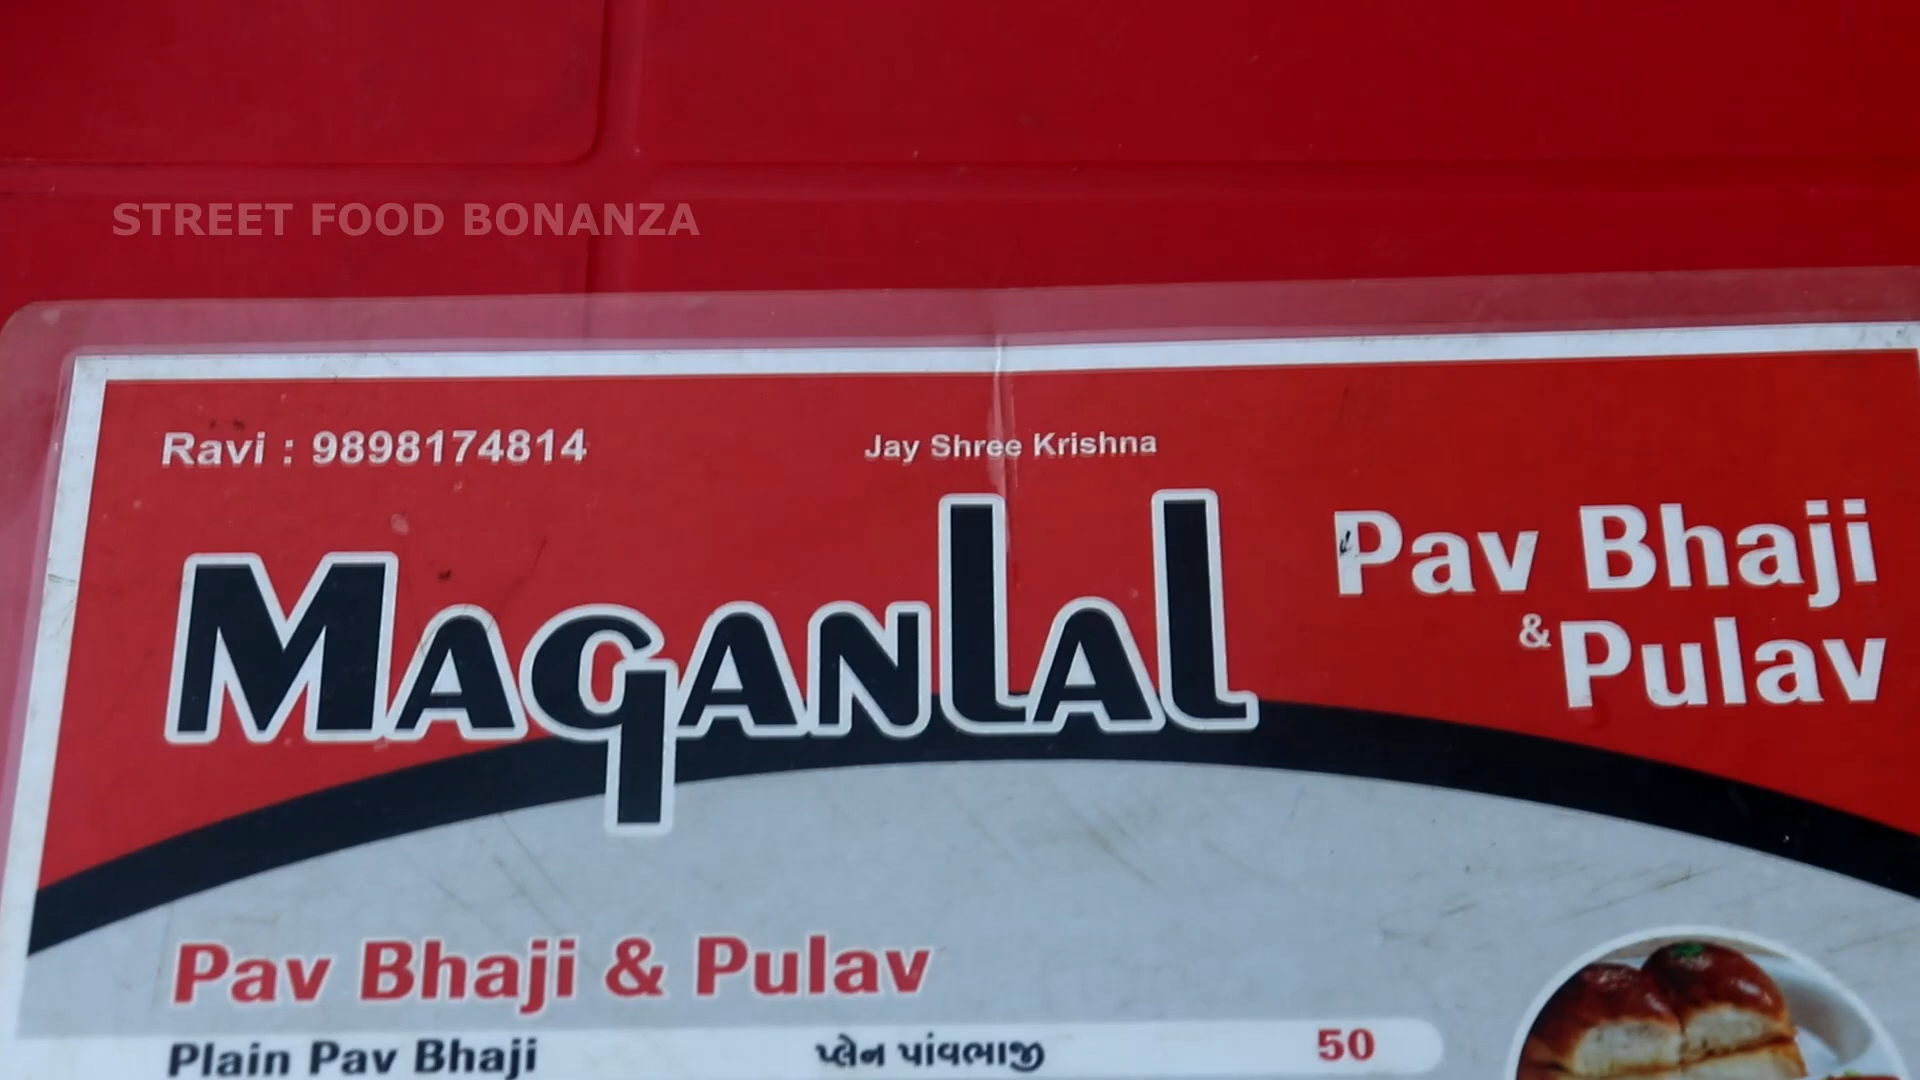 STREET FOOD BONANZA
Ravi : 9898174814
Jay Shree Krishna
MAGANLAL
Pav Bhaji
& Pulav
Pav Bhaji & Pulav
Plain Pav Bhaji પ્લેન પાંવભાજી 50